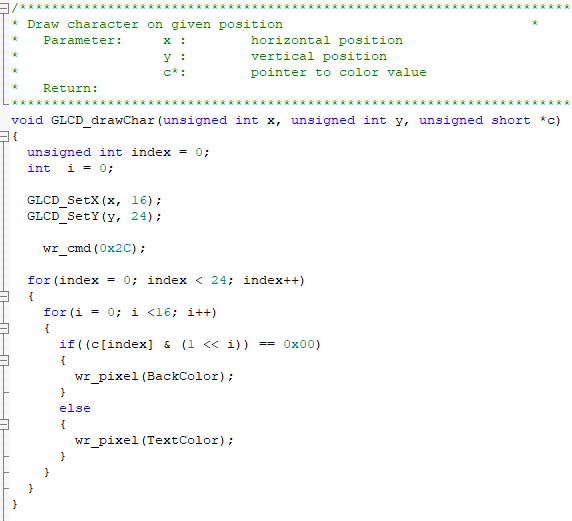 /*********************************************************************
* Draw character on given position                               *
*   Parameter:     x :        horizontal position
*                  y :        vertical position
*                  c*:        pointer to color value
*   Return:
**********************************************************************
void GLCD_drawChar(unsigned int x, unsigned int y, unsigned short *c)
{
  unsigned int index = 0;
  int  i = 0;

  GLCD_SetX(x, 16);
  GLCD_SetY(y, 24);

    wr_cmd(0x2C);

  for(index = 0; index < 24; index++)
  {
    for(i = 0; i <16; i++)
    {
      if((c[index] & (1 << i)) == 0x00)
      {
        wr_pixel(BackColor);
      }
      else
      {
        wr_pixel(TextColor);
      }
    }
  }
}